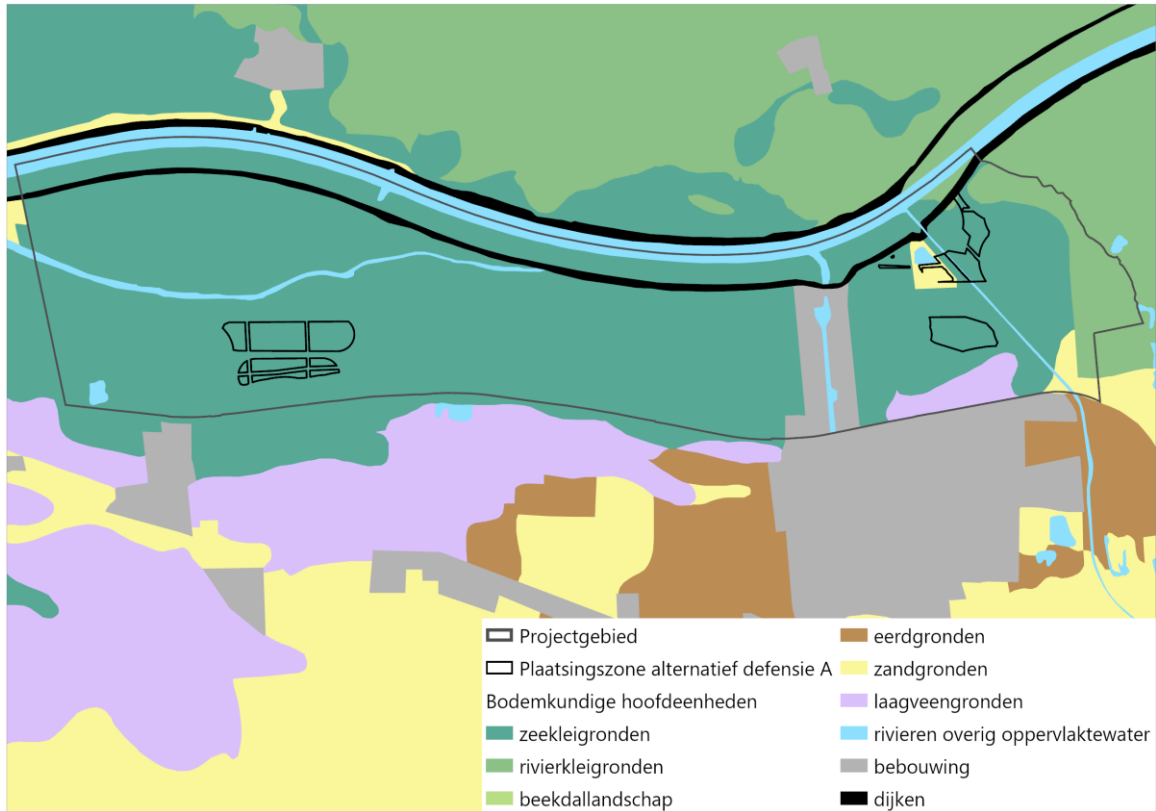 Projectgebied
Plaatsingszone alternatief defensie A
Bodemkundige hoofdeenheden
zeekleigronden
rivierkleigronden
beekdallandschap
eerdgronden
zandgronden
laagveengronden
rivieren overig oppervlaktewater
bebouwing
dijken